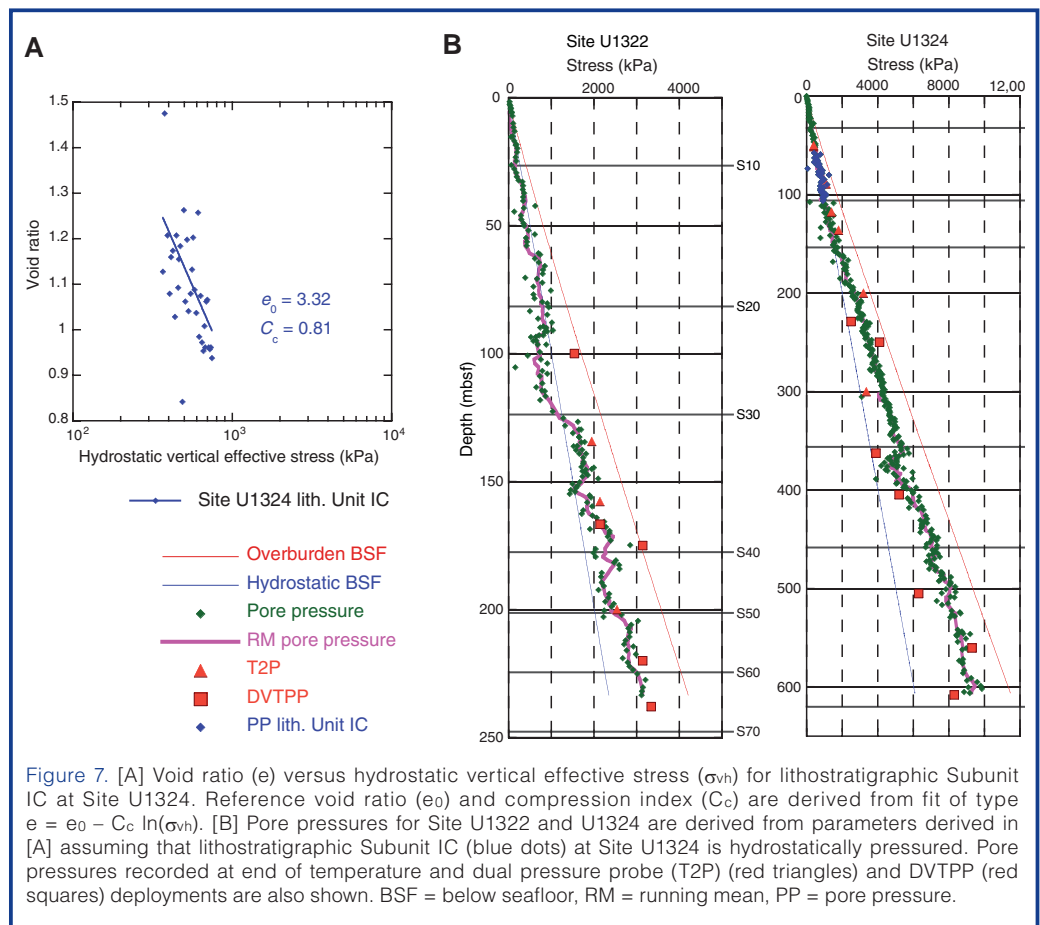 A
1.5
1.4
1.3
1.2
1.1
1
0.9
0.8
Void ratio
e0 = 3.32
Cc = 0.81
10² 10³ 10⁴
Hydrostatic vertical effective stress (kPa)
Site U1324 lith. Unit IC
Overburden BSF
Hydrostatic BSF
Pore pressure
RM pore pressure
T2P
DVTPP
PP lith. Unit IC
B
Site U1322
Stress (kPa)
0 2000 4000
0
50
100
150
200
250
Depth (mbsf)
S10
S20
S30
S40
S50
S60
S70
Site U1324
Stress (kPa)
0 4000 8000 12,00
0
100
200
300
400
500
600
Figure 7. [A] Void ratio (e) versus hydrostatic vertical effective stress (σvh) for lithostratigraphic Subunit
IC at Site U1324. Reference void ratio (e0) and compression index (Cc) are derived from fit of type
e = e0 – Cc ln(σvh). [B] Pore pressures for Site U1322 and U1324 are derived from parameters derived in
[A] assuming that lithostratigraphic Subunit IC (blue dots) at Site U1324 is hydrostatically pressured. Pore
pressures recorded at end of temperature and dual pressure probe (T2P) (red triangles) and DVTPP (red
squares) deployments are also shown. BSF = below seafloor, RM = running mean, PP = pore pressure.